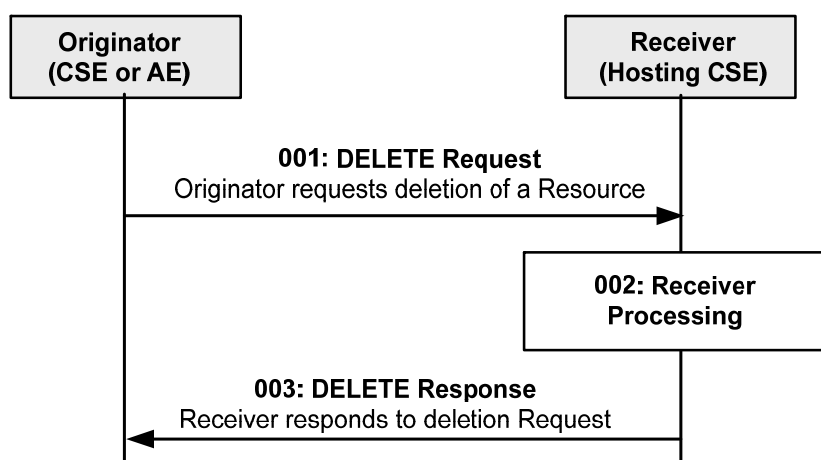 Originator
(CSE or AE)
Receiver
(Hosting CSE)
001: DELETE Request
Originator requests deletion of a Resource
002: Receiver
Processing
003: DELETE Response
Receiver responds to deletion Request